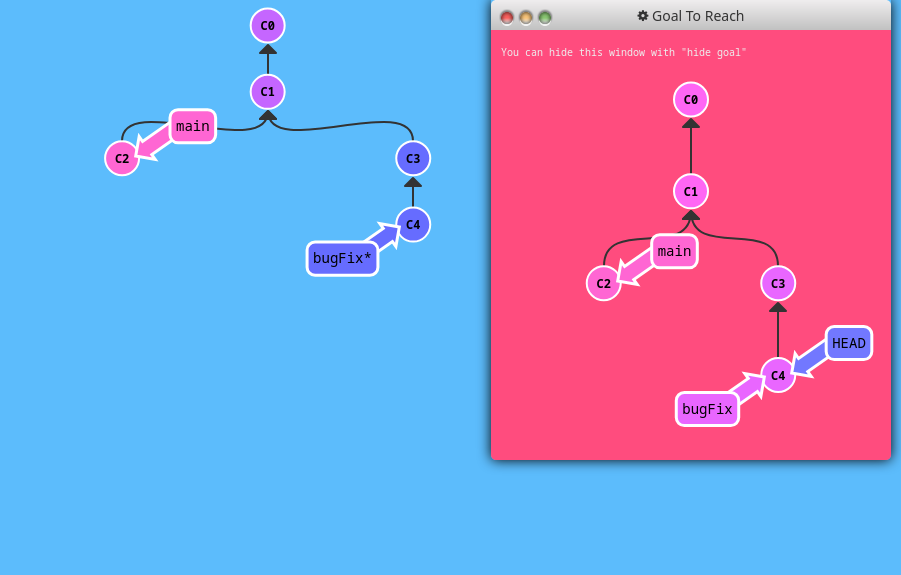 C0
C1
main
C2
C3
C4
bugFix*
Goal To Reach
You can hide this window with "hide goal"
C0
C1
main
C2
C3
HEAD
C4
bugFix